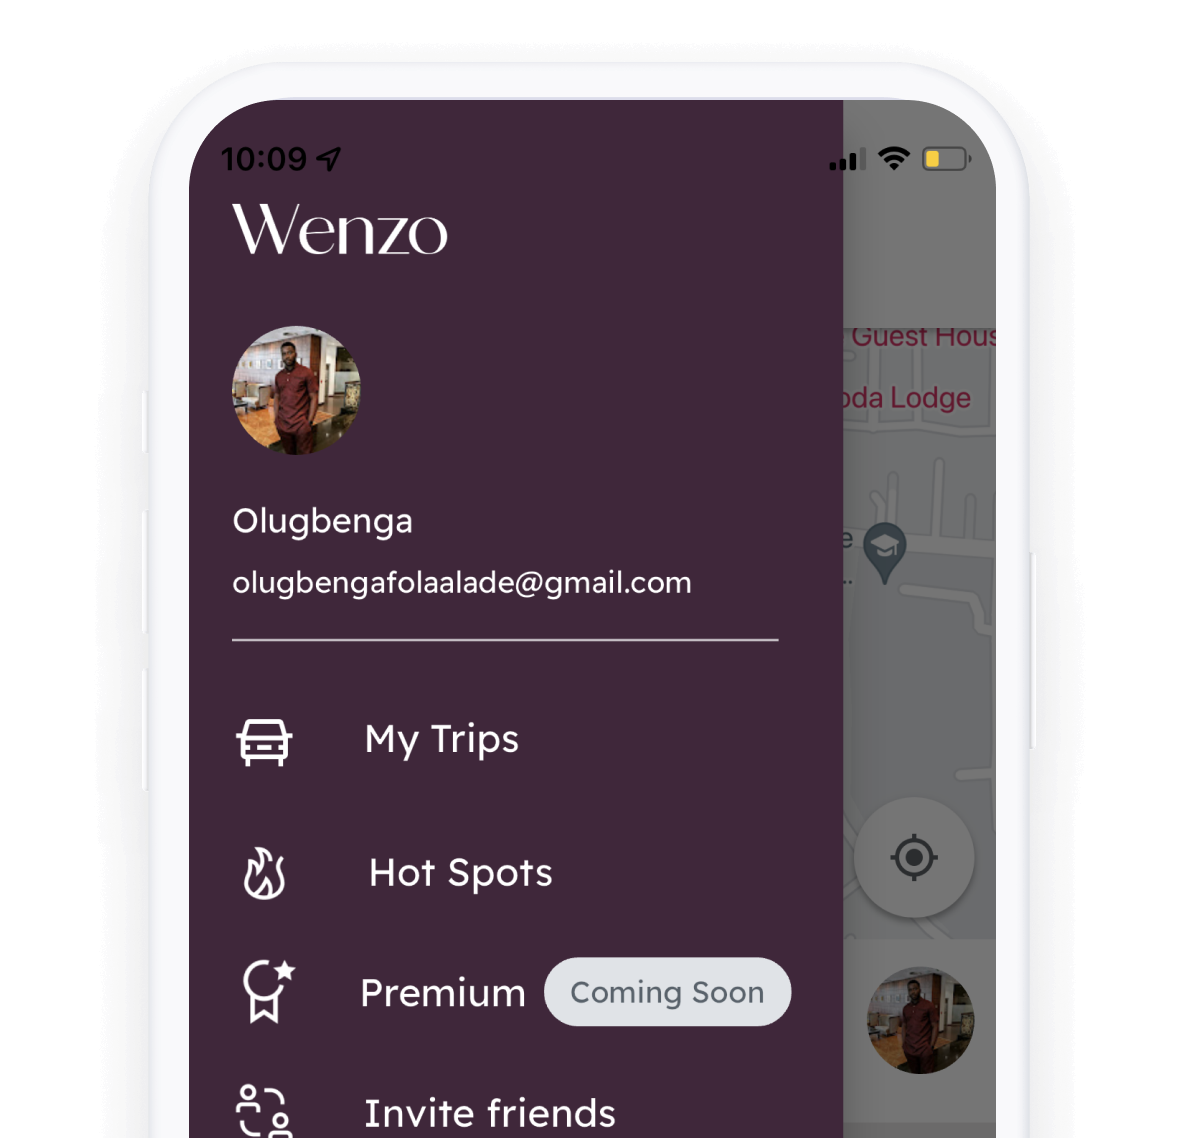 10:09
Wenzo
Guest Hous
oda Lodge
Olugbenga
e
..
olugbengafolaalade@gmail.com
My Trips
Hot Spots
Premium Coming Soon
Invite friends